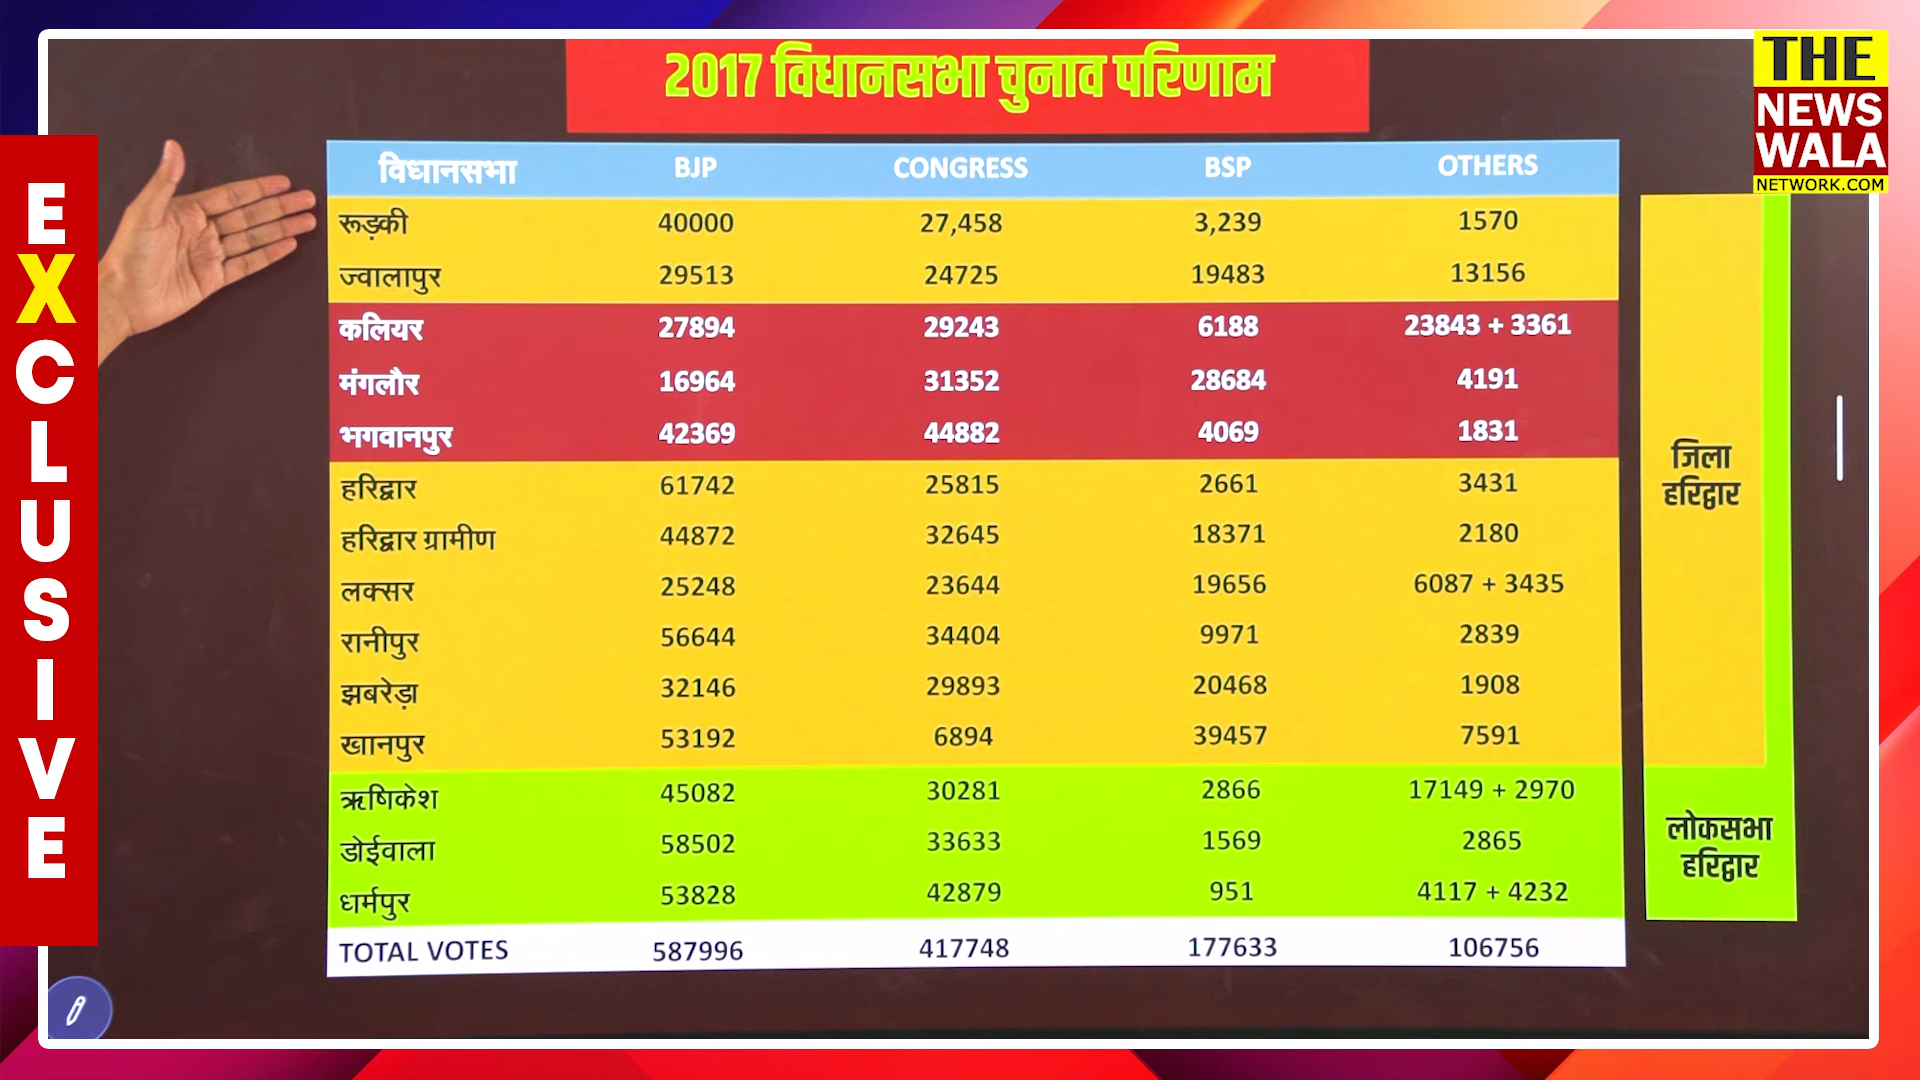 2017 विधानसभा चुनाव परिणाम
THE
NEWS
WALA
NETWORK.COM
EXCLUSIVE
विधानसभा BJP CONGRESS BSP OTHERS
रूड़की 40000 27,458 3,239 1570
ज्वालापुर 29513 24725 19483 13156
कलियर 27894 29243 6188 23843 + 3361
मंगलौर 16964 31352 28684 4191
भगवानपुर 42369 44882 4069 1831
हरिद्वार 61742 25815 2661 3431
हरिद्वार ग्रामीण 44872 32645 18371 2180
लक्सर 25248 23644 19656 6087 + 3435
रानीपुर 56644 34404 9971 2839
झबरेड़ा 32146 29893 20468 1908
खानपुर 53192 6894 39457 7591
ऋषिकेश 45082 30281 2866 17149 + 2970
डोईवाला 58502 33633 1569 2865
धर्मपुर 53828 42879 951 4117 + 4232
TOTAL VOTES 587996 417748 177633 106756
जिला
हरिद्वार
लोकसभा
हरिद्वार